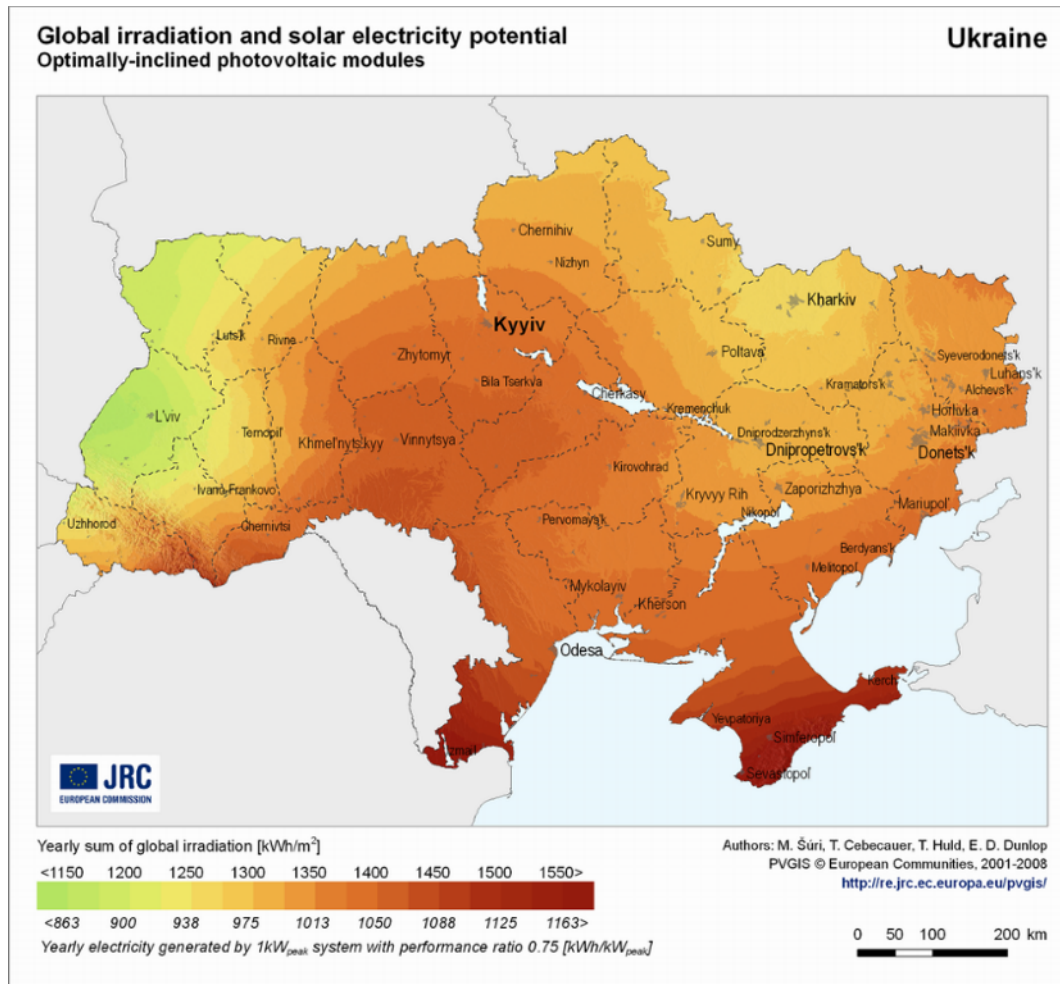 Global irradiation and solar electricity potential
Optimally-inclined photovoltaic modules
Ukraine
Chernihiv
Sumy
Nizhyn
Kharkiv
Luts'k
Rivne
Kyyiv
Zhytomyr
Poltava
Syeverodonets'k
Luhans'k
Bila Tserkva
Cherkasy
Kramators'k
Alchevs'k
L'viv
Kremenchuk
Horlivka
Ternopil'
Khmel'nyts'kyy
Vinnytsya
Dniprodzerzhyns'k
Makiivka
Dnipropetrovs'k
Donets'k
Kirovohrad
Ivano-Frankovo
Kryvyy Rih
Zaporizhzhya
Mariupol'
Uzhhorod
Chernivtsi
Pervomays'k
Nikopol'
Berdyans'k
Melitopol'
Mykolayiv
Kherson
Odesa
Kerch
Yevpatoriya
Simferopol'
Izmail
Sevastopol'
JRC
EUROPEAN COMMISSION
Yearly sum of global irradiation [kWh/m²]
<1150 1200 1250 1300 1350 1400 1450 1500 1550>
<863 900 938 975 1013 1050 1088 1125 1163>
Yearly electricity generated by 1kWpeak system with performance ratio 0.75 [kWh/kWpeak]
Authors: M. Šúri, T. Cebecauer, T. Huld, E. D. Dunlop
PVGIS © European Communities, 2001-2008
http://re.jrc.ec.europa.eu/pvgis/
0 50 100 200 km